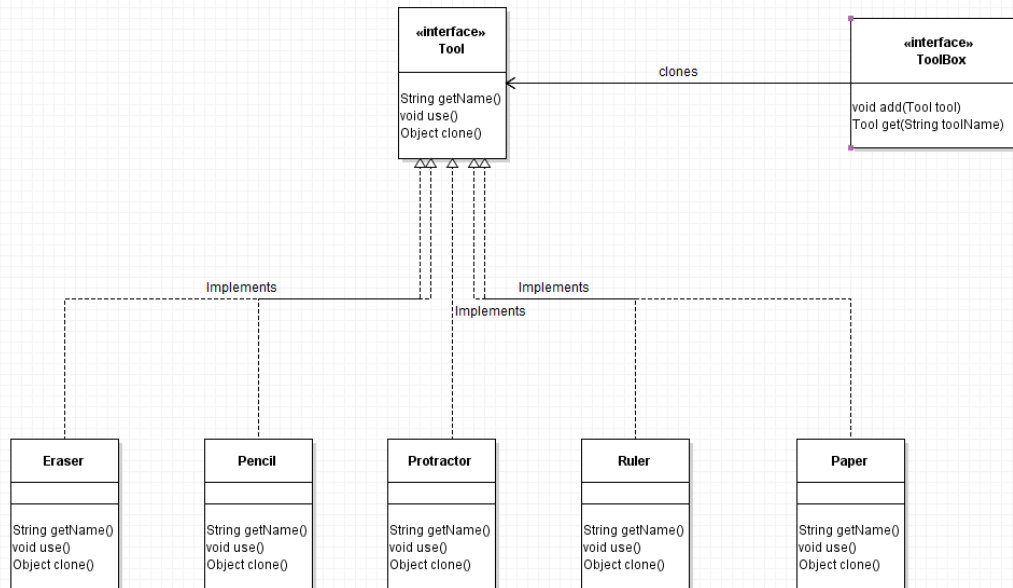 «interface»
Tool
String getName()
void use()
Object clone()
clones
«interface»
ToolBox
void add(Tool tool)
Tool get(String toolName)
Implements
Implements
Implements
Eraser
String getName()
void use()
Object clone()
Pencil
String getName()
void use()
Object clone()
Protractor
String getName()
void use()
Object clone()
Ruler
String getName()
void use()
Object clone()
Paper
String getName()
void use()
Object clone()